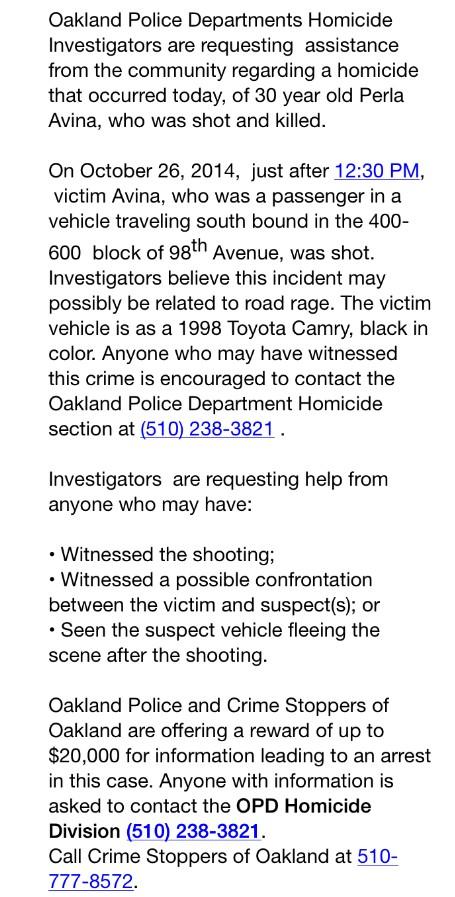 Oakland Police Departments Homicide
Investigators are requesting  assistance
from the community regarding a homicide
that occurred today, of 30 year old Perla
Avina, who was shot and killed.

On October 26, 2014,  just after 12:30 PM,
 victim Avina, who was a passenger in a
vehicle traveling south bound in the 400-
600  block of 98th Avenue, was shot.
Investigators believe this incident may
possibly be related to road rage. The victim
vehicle is as a 1998 Toyota Camry, black in
color. Anyone who may have witnessed
this crime is encouraged to contact the
Oakland Police Department Homicide
section at (510) 238-3821 .

Investigators  are requesting help from
anyone who may have:

• Witnessed the shooting;
• Witnessed a possible confrontation
between the victim and suspect(s); or
• Seen the suspect vehicle fleeing the
scene after the shooting.

Oakland Police and Crime Stoppers of
Oakland are offering a reward of up to
$20,000 for information leading to an arrest
in this case. Anyone with information is
asked to contact the OPD Homicide
Division (510) 238-3821.
Call Crime Stoppers of Oakland at 510-
777-8572.